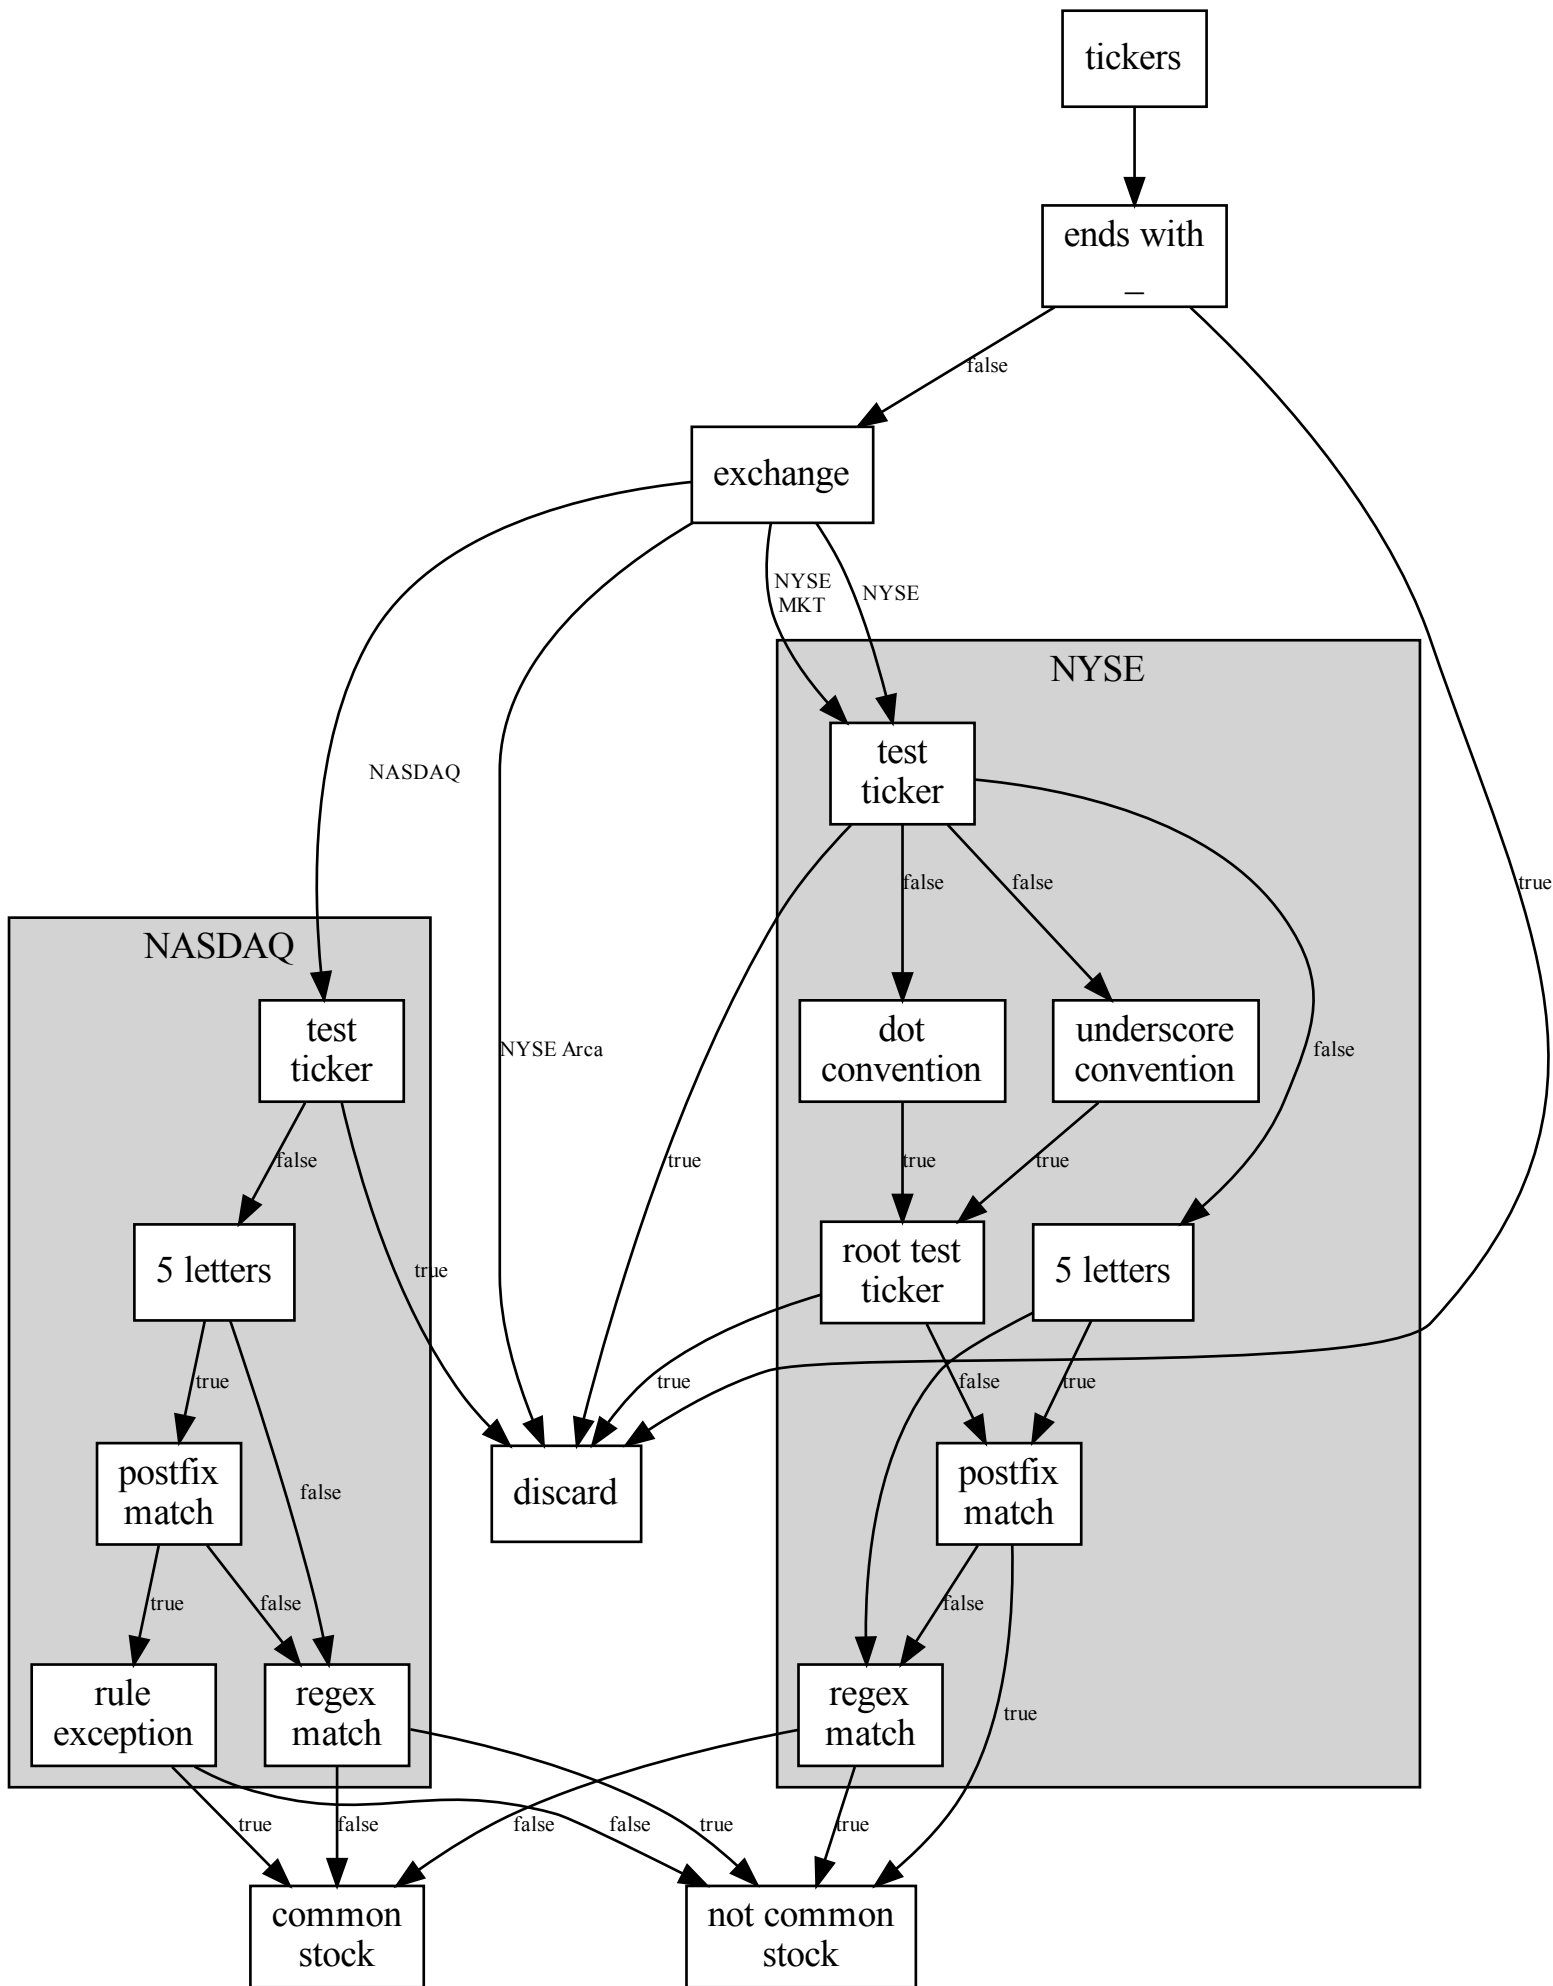 tickers
ends with
_
false
exchange
NYSE
MKT
NYSE
NYSE
test
ticker
NASDAQ
false
false
true
NASDAQ
test
ticker
NYSE Arca
dot
convention
underscore
convention
false
false
true
true
true
5 letters
true
root test
ticker
5 letters
true
true
false
true
postfix
match
false
discard
postfix
match
true
false
false
rule
exception
regex
match
regex
match
true
true
false
false
false
true
true
common
stock
not common
stock